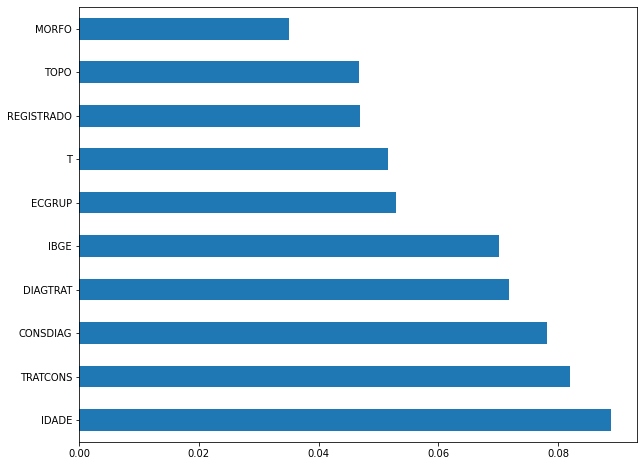 MORFO
TOPO
REGISTRADO
T
ECGRUP
IBGE
DIAGTRAT
CONSDIAG
TRATCONS
IDADE
0.00 0.02 0.04 0.06 0.08